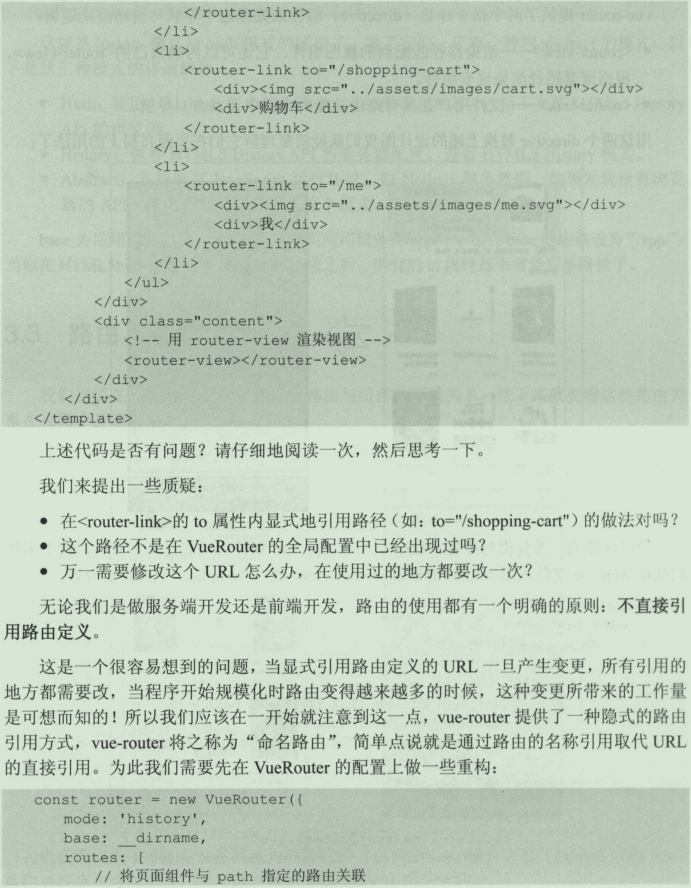 </router-link>
</li>
<li>
<router-link to="/shopping-cart">
<div><img src="../assets/images/cart.svg"></div>
<div>购物车</div>
</router-link>
</li>
<li>
<router-link to="/me">
<div><img src="../assets/images/me.svg"></div>
<div>我</div>
</router-link>
</li>
</ul>
</div>
<div class="content">
<!-- 用 router-view 渲染视图 -->
<router-view></router-view>
</div>
</div>
</template>
上述代码是否有问题？请仔细地阅读一次，然后思考一下。
我们来提出一些质疑：
● 在<router-link>的 to 属性内显式地引用路径（如：to="/shopping-cart"）的做法对吗？
● 这个路径不是在 VueRouter 的全局配置中已经出现过吗？
● 万一需要修改这个 URL 怎么办，在使用过的地方都要改一次？
无论我们是做服务端开发还是前端开发，路由的使用都有一个明确的原则：不直接引
用路由定义。
这是一个很容易想到的问题，当显式引用路由定义的 URL 一旦产生变更，所有引用的
地方都需要改，当程序开始规模化时路由变得越来越多的时候，这种变更所带来的工作量
是可想而知的！所以我们应该在一开始就注意到这一点，vue-router 提供了一种隐式的路由
引用方式，vue-router 将之称为“命名路由”，简单点说就是通过路由的名称引用取代 URL
的直接引用。为此我们需要先在 VueRouter 的配置上做一些重构：
const router = new VueRouter({
mode: 'history',
base: __dirname,
routes: [
// 将页面组件与 path 指定的路由关联